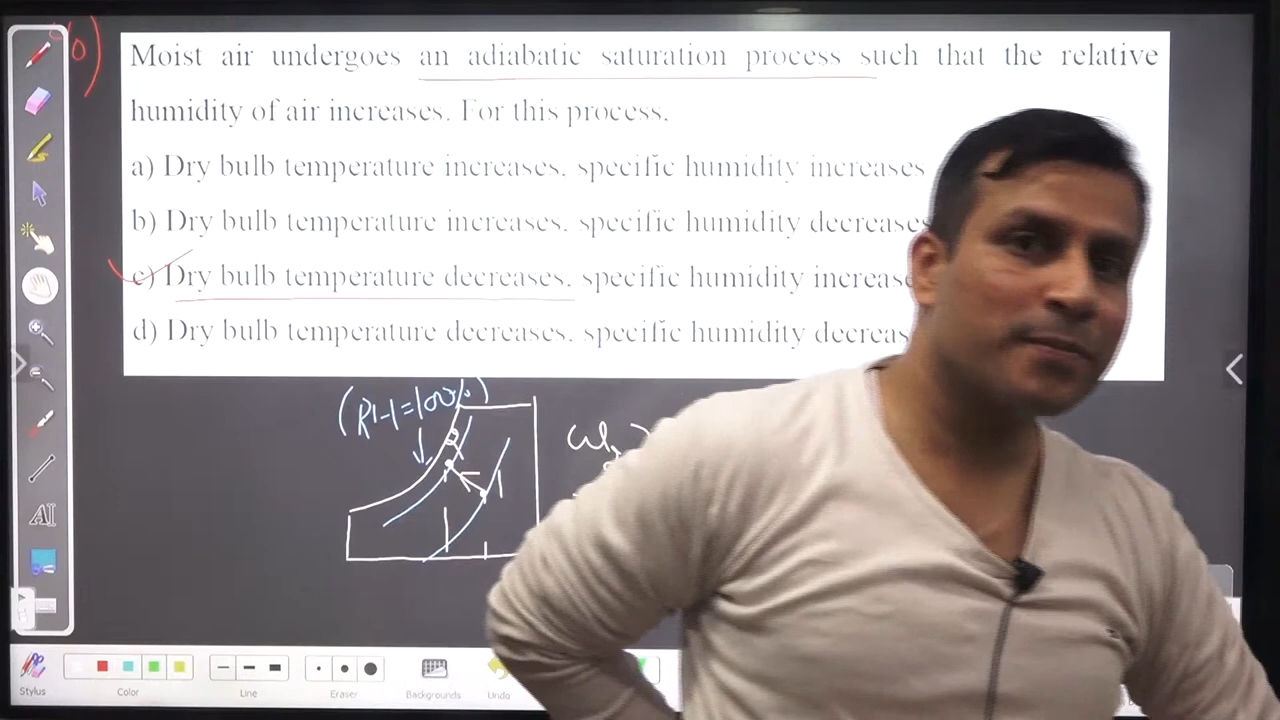 Moist air undergoes an adiabatic saturation process such that the relative
humidity of air increases. For this process,
a) Dry bulb temperature increases, specific humidity increases
b) Dry bulb temperature increases, specific humidity decreases
c) Dry bulb temperature decreases, specific humidity increase
d) Dry bulb temperature decreases, specific humidity decreas
(RH=100%)
AI
Stylus
Color
Line
Eraser
Backgrounds
Undo